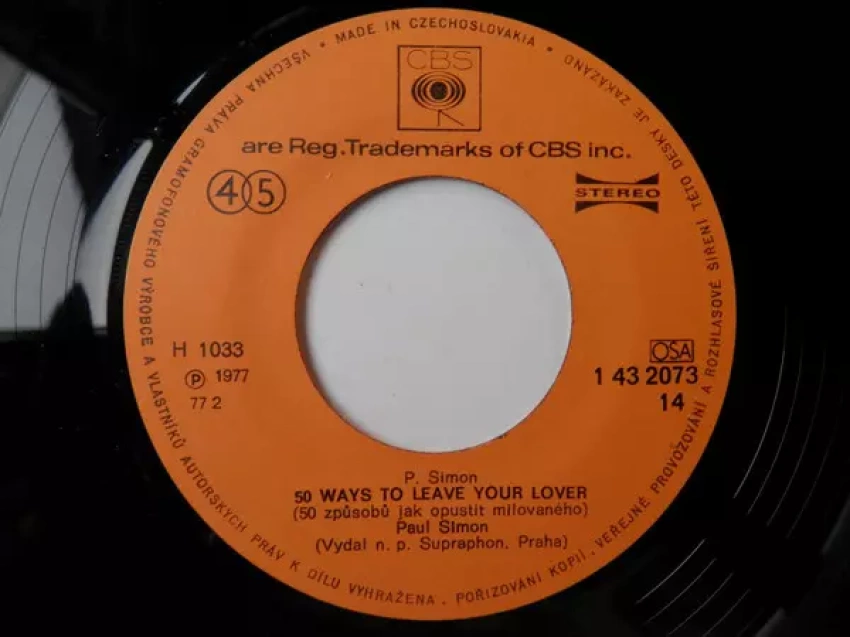 • MADE IN CZECHOSLOVAKIA •
VŠECHNA PRÁVA GRAMOFONOVÉHO VÝROBCE A VLASTNÍKŮ AUTORSKÝCH PRÁV K DÍLU VYHRAŽENA. POŘIZOVÁNÍ KOPIÍ, VEŘEJNÉ PROVOZOVÁNÍ A ROZHLASOVÉ ŠÍŘENÍ TÉTO DESKY JE ZAKÁZÁNO
CBS
are Reg.Trademarks of CBS inc.
45
STEREO
H 1033
OSA
Ⓟ 1977
1 43 2073
77 2
14
P. Simon
50 WAYS TO LEAVE YOUR LOVER
(50 způsobů jak opustit milovaného)
Paul SImon
(Vydal n. p. Supraphon, Praha)